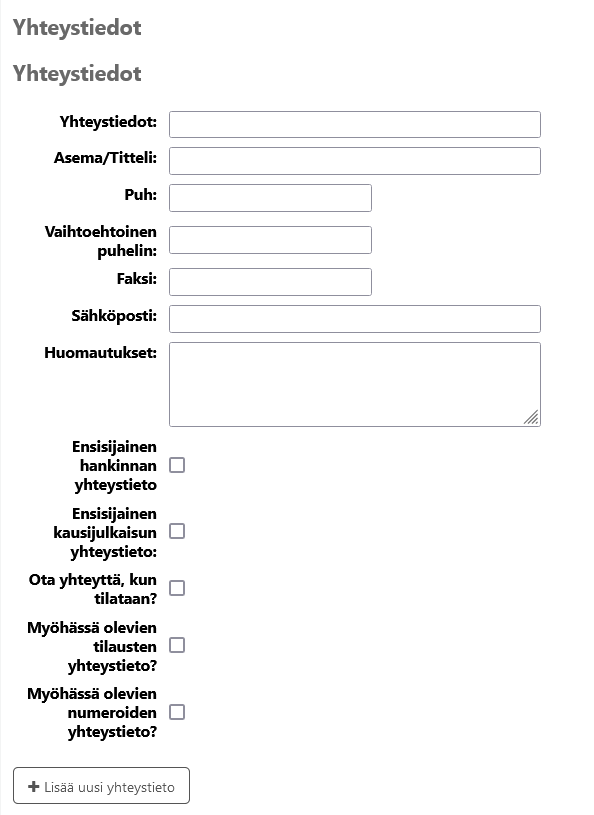 Yhteystiedot
Yhteystiedot
Yhteystiedot:
Asema/Titteli:
Puh:
Vaihtoehtoinen
puhelin:
Faksi:
Sähköposti:
Huomautukset:
Ensisijainen
hankinnan
yhteystieto
Ensisijainen
kausijulkaisun
yhteystieto:
Ota yhteyttä, kun
tilataan?
Myöhässä olevien
tilausten
yhteystieto?
Myöhässä olevien
numeroiden
yhteystieto?
+ Lisää uusi yhteystieto